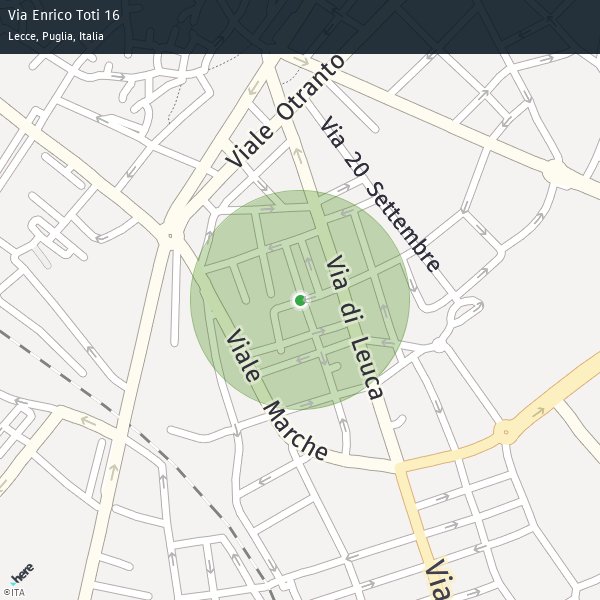 Via Enrico Toti 16
Lecce, Puglia, Italia
Viale Otranto
Via 20 Settembre
Via di Leuca
Viale Marche
Via
here
©ITA